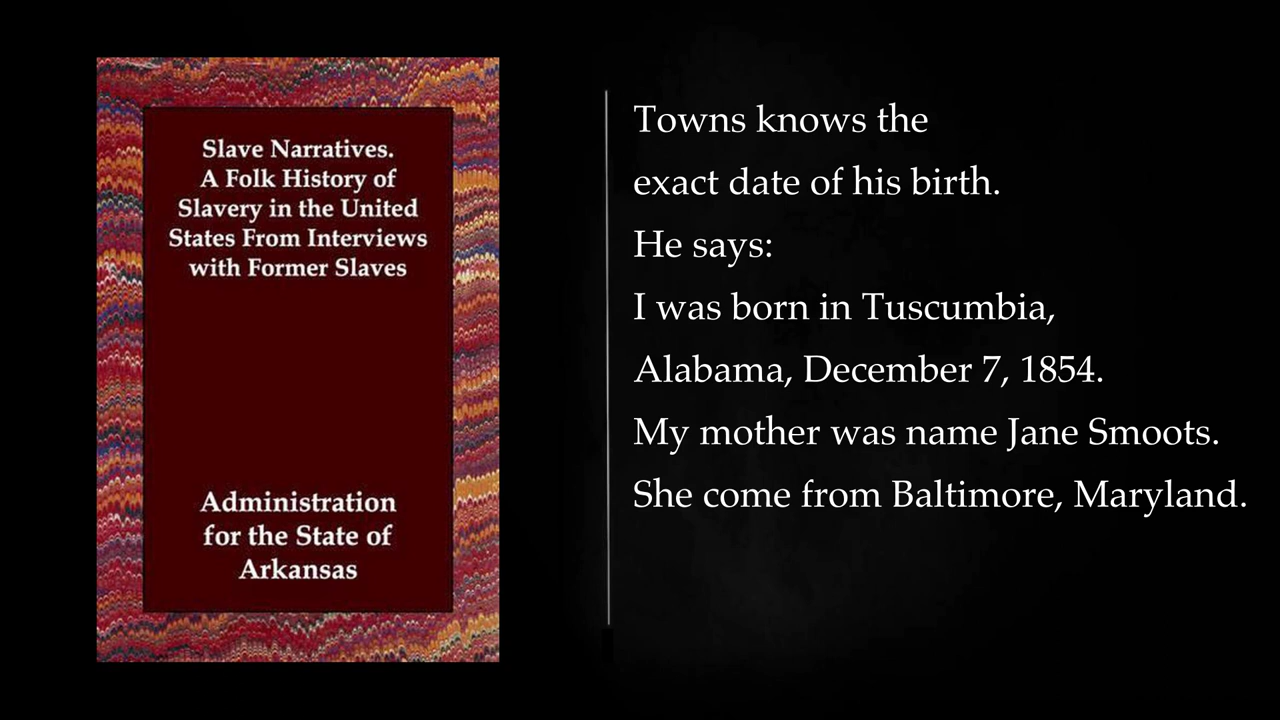 Slave Narratives.
A Folk History of
Slavery in the United
States From Interviews
with Former Slaves
Administration
for the State of
Arkansas
Towns knows the
exact date of his birth.
He says:
I was born in Tuscumbia,
Alabama, December 7, 1854.
My mother was name Jane Smoots.
She come from Baltimore, Maryland.